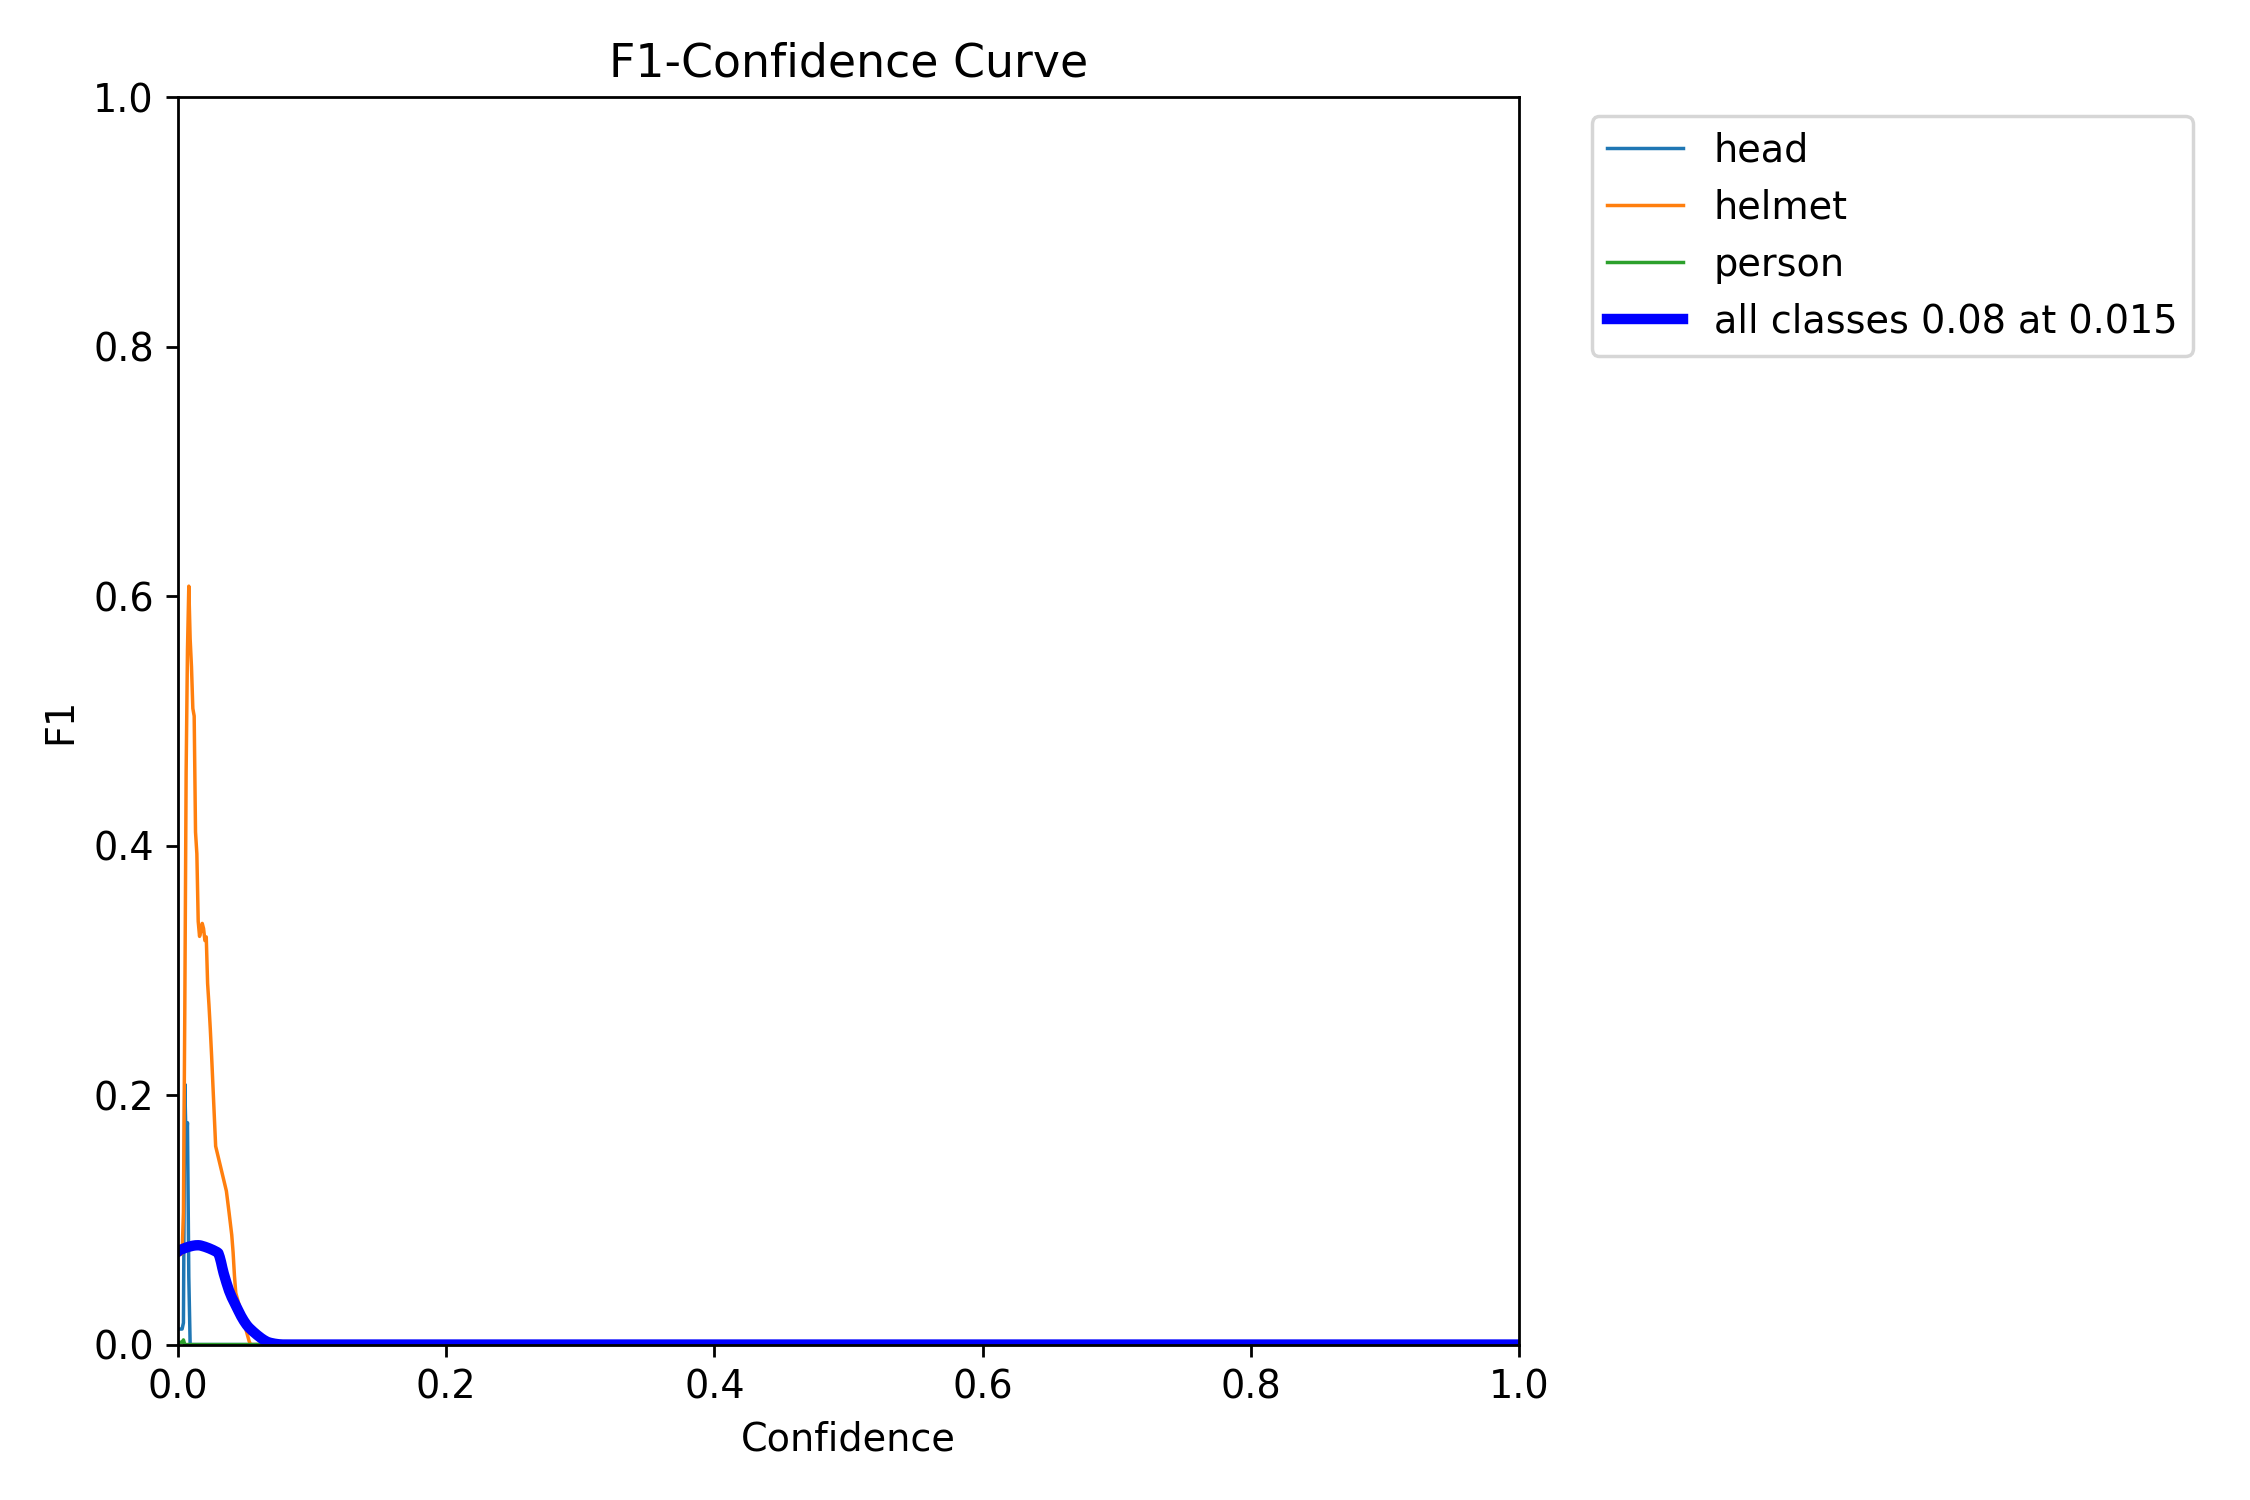 F1-Confidence Curve
1.0
0.8
0.6
0.4
0.2
0.0
F1
0.0 0.2 0.4 0.6 0.8 1.0
Confidence
head
helmet
person
all classes 0.08 at 0.015